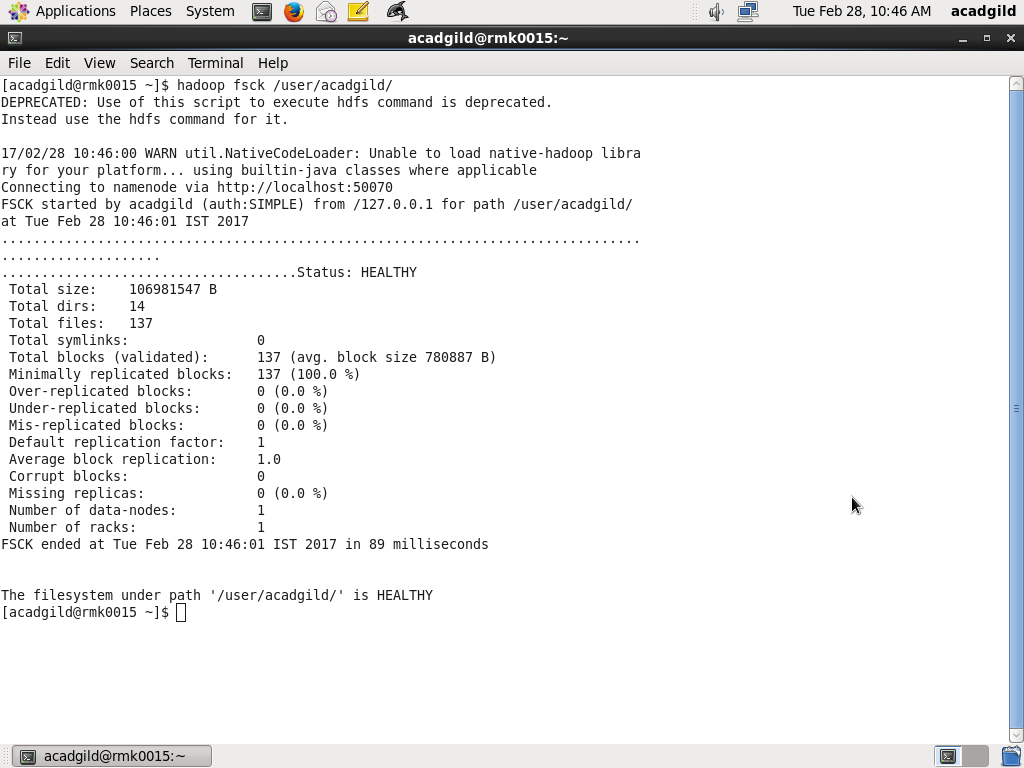 Applications Places System Tue Feb 28, 10:46 AM acadgild
acadgild@rmk0015:~
File Edit View Search Terminal Help
[acadgild@rmk0015 ~]$ hadoop fsck /user/acadgild/
DEPRECATED: Use of this script to execute hdfs command is deprecated.
Instead use the hdfs command for it.
17/02/28 10:46:00 WARN util.NativeCodeLoader: Unable to load native-hadoop libra
ry for your platform... using builtin-java classes where applicable
Connecting to namenode via http://localhost:50070
FSCK started by acadgild (auth:SIMPLE) from /127.0.0.1 for path /user/acadgild/
at Tue Feb 28 10:46:01 IST 2017
................................................................................
....................
.....................................Status: HEALTHY
Total size: 106981547 B
Total dirs: 14
Total files: 137
Total symlinks: 0
Total blocks (validated): 137 (avg. block size 780887 B)
Minimally replicated blocks: 137 (100.0 %)
Over-replicated blocks: 0 (0.0 %)
Under-replicated blocks: 0 (0.0 %)
Mis-replicated blocks: 0 (0.0 %)
Default replication factor: 1
Average block replication: 1.0
Corrupt blocks: 0
Missing replicas: 0 (0.0 %)
Number of data-nodes: 1
Number of racks: 1
FSCK ended at Tue Feb 28 10:46:01 IST 2017 in 89 milliseconds
The filesystem under path '/user/acadgild/' is HEALTHY
[acadgild@rmk0015 ~]$
acadgild@rmk0015:~